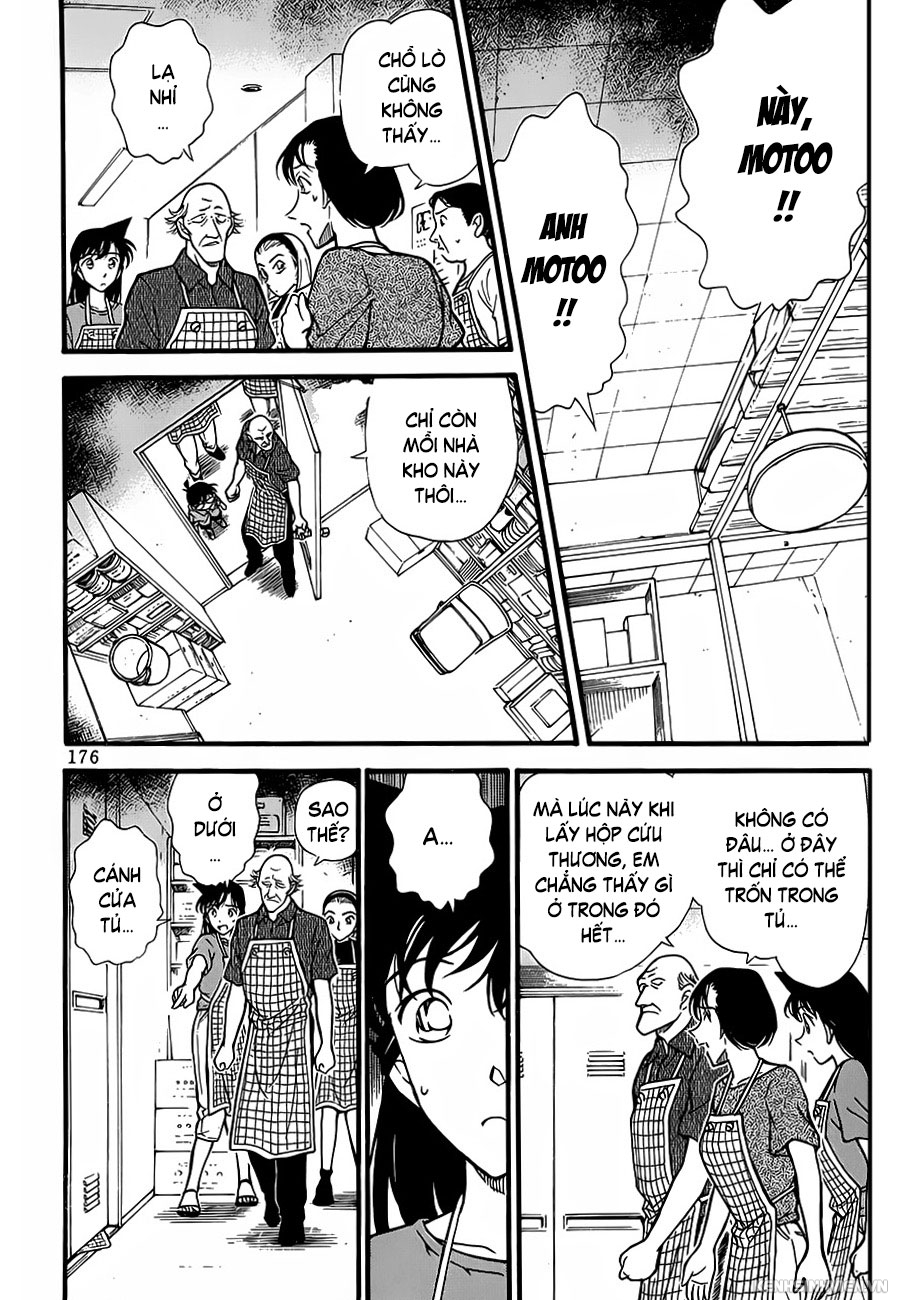 NÀY,
MOTOO
!!
ANH
MOTOO
!!
CHỖ LÒ
CŨNG
KHÔNG
THẤY...
LẠ
NHỈ
...
CHỈ CÒN
MỖI NHÀ
KHO NÀY
THÔI...
176
KHÔNG CÓ
ĐÂU... Ở ĐÂY
THÌ CHỈ CÓ THỂ
TRỐN TRONG
TỦ...
MÀ LÚC NÀY KHI
LẤY HỘP CỨU
THƯƠNG, EM
CHẲNG THẤY GÌ
Ở TRONG ĐÓ
HẾT...
A...
SAO
THẾ?
Ở
DƯỚI
...
CÁNH
CỬA
TỦ...